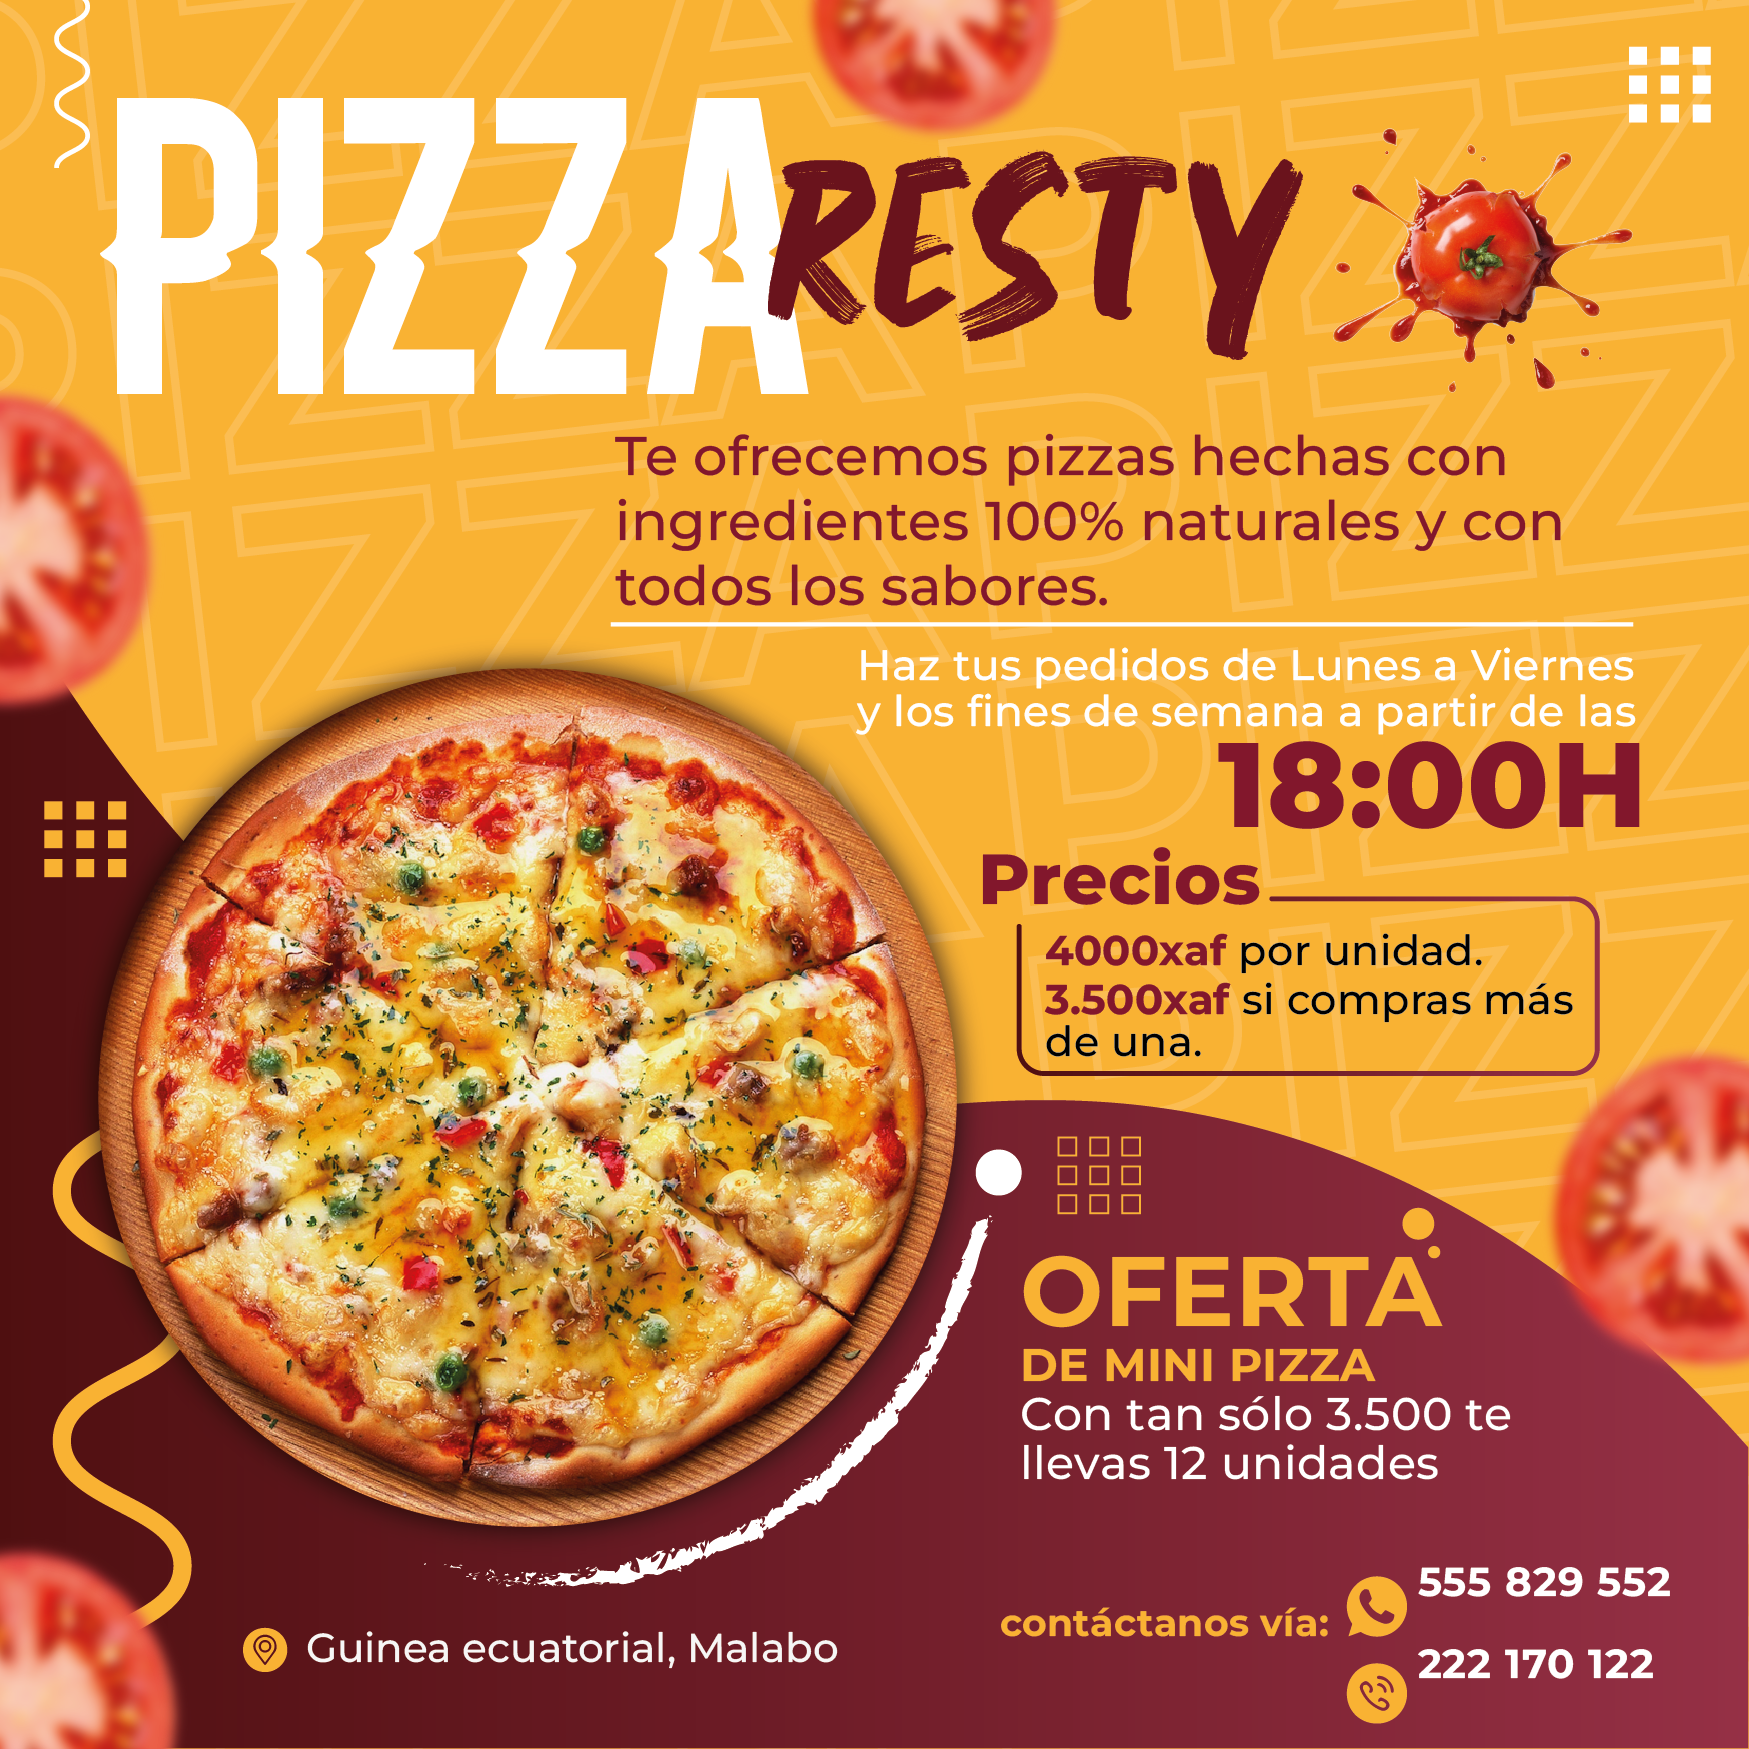 PIZZA RESTY
Te ofrecemos pizzas hechas con
ingredientes 100% naturales y con
todos los sabores.
Haz tus pedidos de Lunes a Viernes
y los fines de semana a partir de las
18:00H
Precios
4000xaf por unidad.
3.500xaf si compras más
de una.
OFERTA
DE MINI PIZZA
Con tan sólo 3.500 te
llevas 12 unidades
555 829 552
contáctanos vía:
222 170 122
Guinea ecuatorial, Malabo